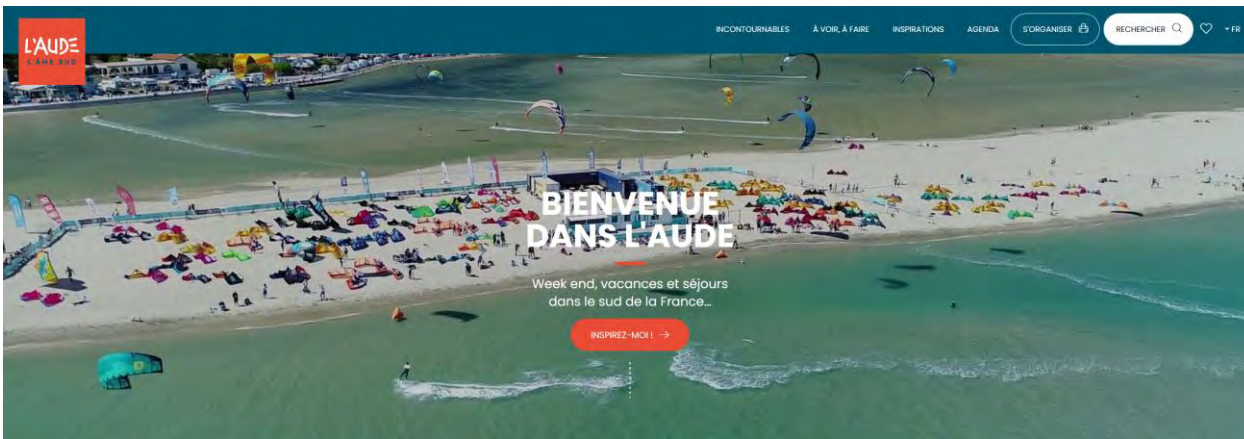 L'AUDE
L'ÂME SUD
INCONTOURNABLES
À VOIR, À FAIRE
INSPIRATIONS
AGENDA
S'ORGANISER
RECHERCHER
FR
BIENVENUE
DANS L'AUDE
Week end, vacances et séjours
dans le sud de la France...
INSPIREZ-MOI !